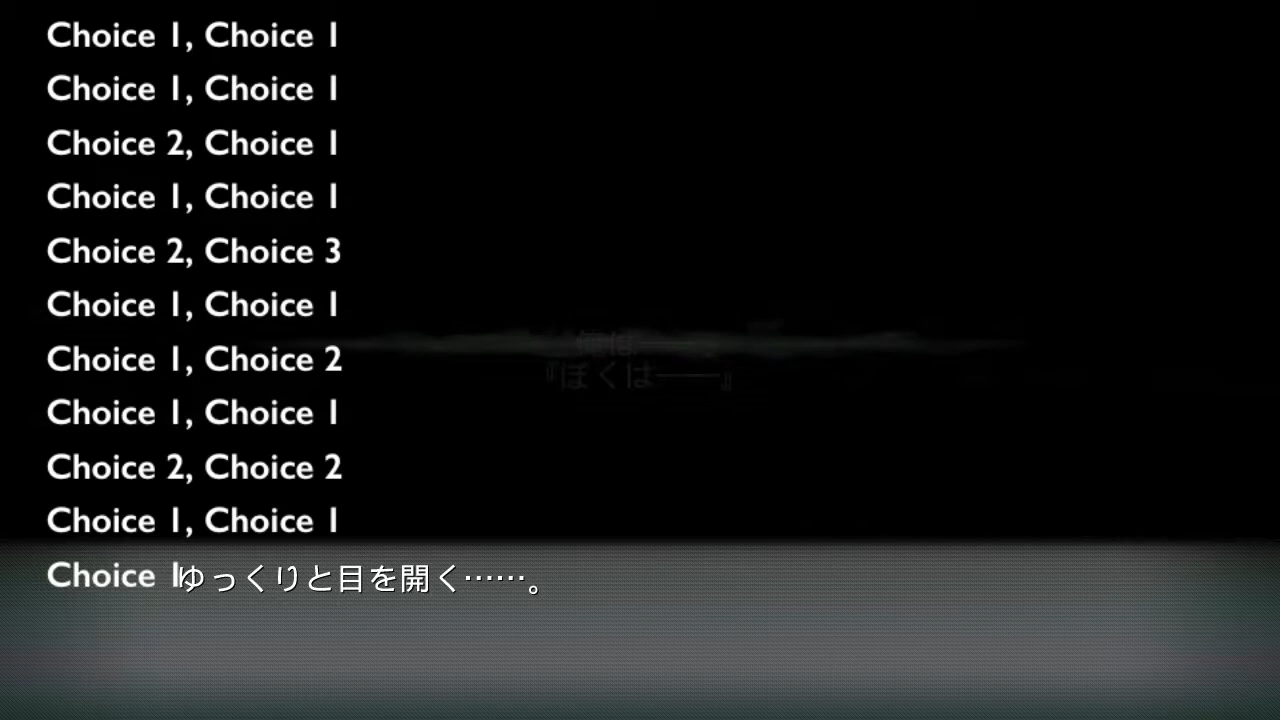 Choice 1, Choice 1
Choice 1, Choice 1
Choice 2, Choice 1
Choice 1, Choice 1
Choice 2, Choice 3
Choice 1, Choice 1
俺は――
『ぼくは――』
Choice 1, Choice 2
Choice 1, Choice 1
Choice 2, Choice 2
Choice 1, Choice 1
Choice 1
ゆっくりと目を開く……。